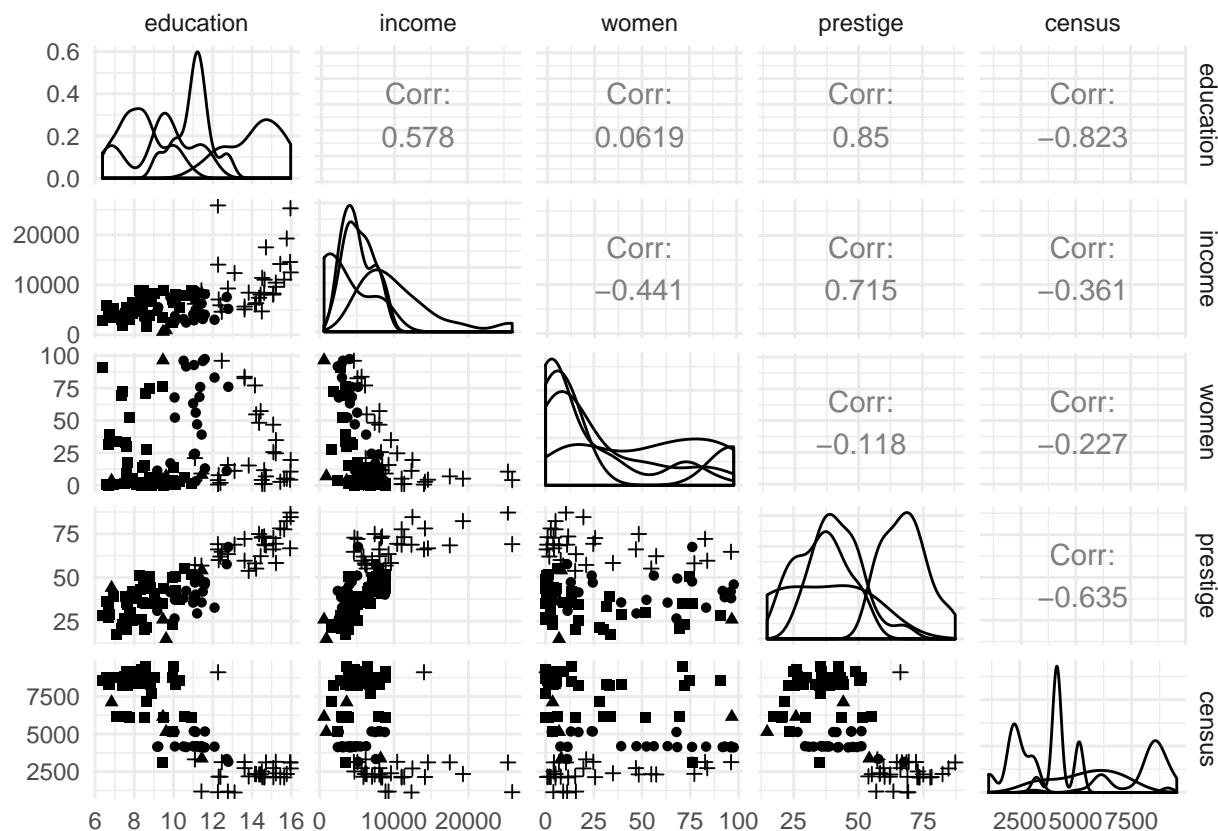 education income women prestige census
0.6
0.4
0.2
0.0
Corr:
0.578
Corr:
0.0619
Corr:
0.85
Corr:
−0.823
education
20000
10000
0
Corr:
−0.441
Corr:
0.715
Corr:
−0.361
income
100
75
50
25
0
Corr:
−0.118
Corr:
−0.227
women
75
50
25
Corr:
−0.635
prestige
7500
5000
2500
census
6 8 10 12 14 16 0 10000 20000 0 25 50 75 100 25 50 75 2500 5000 7500